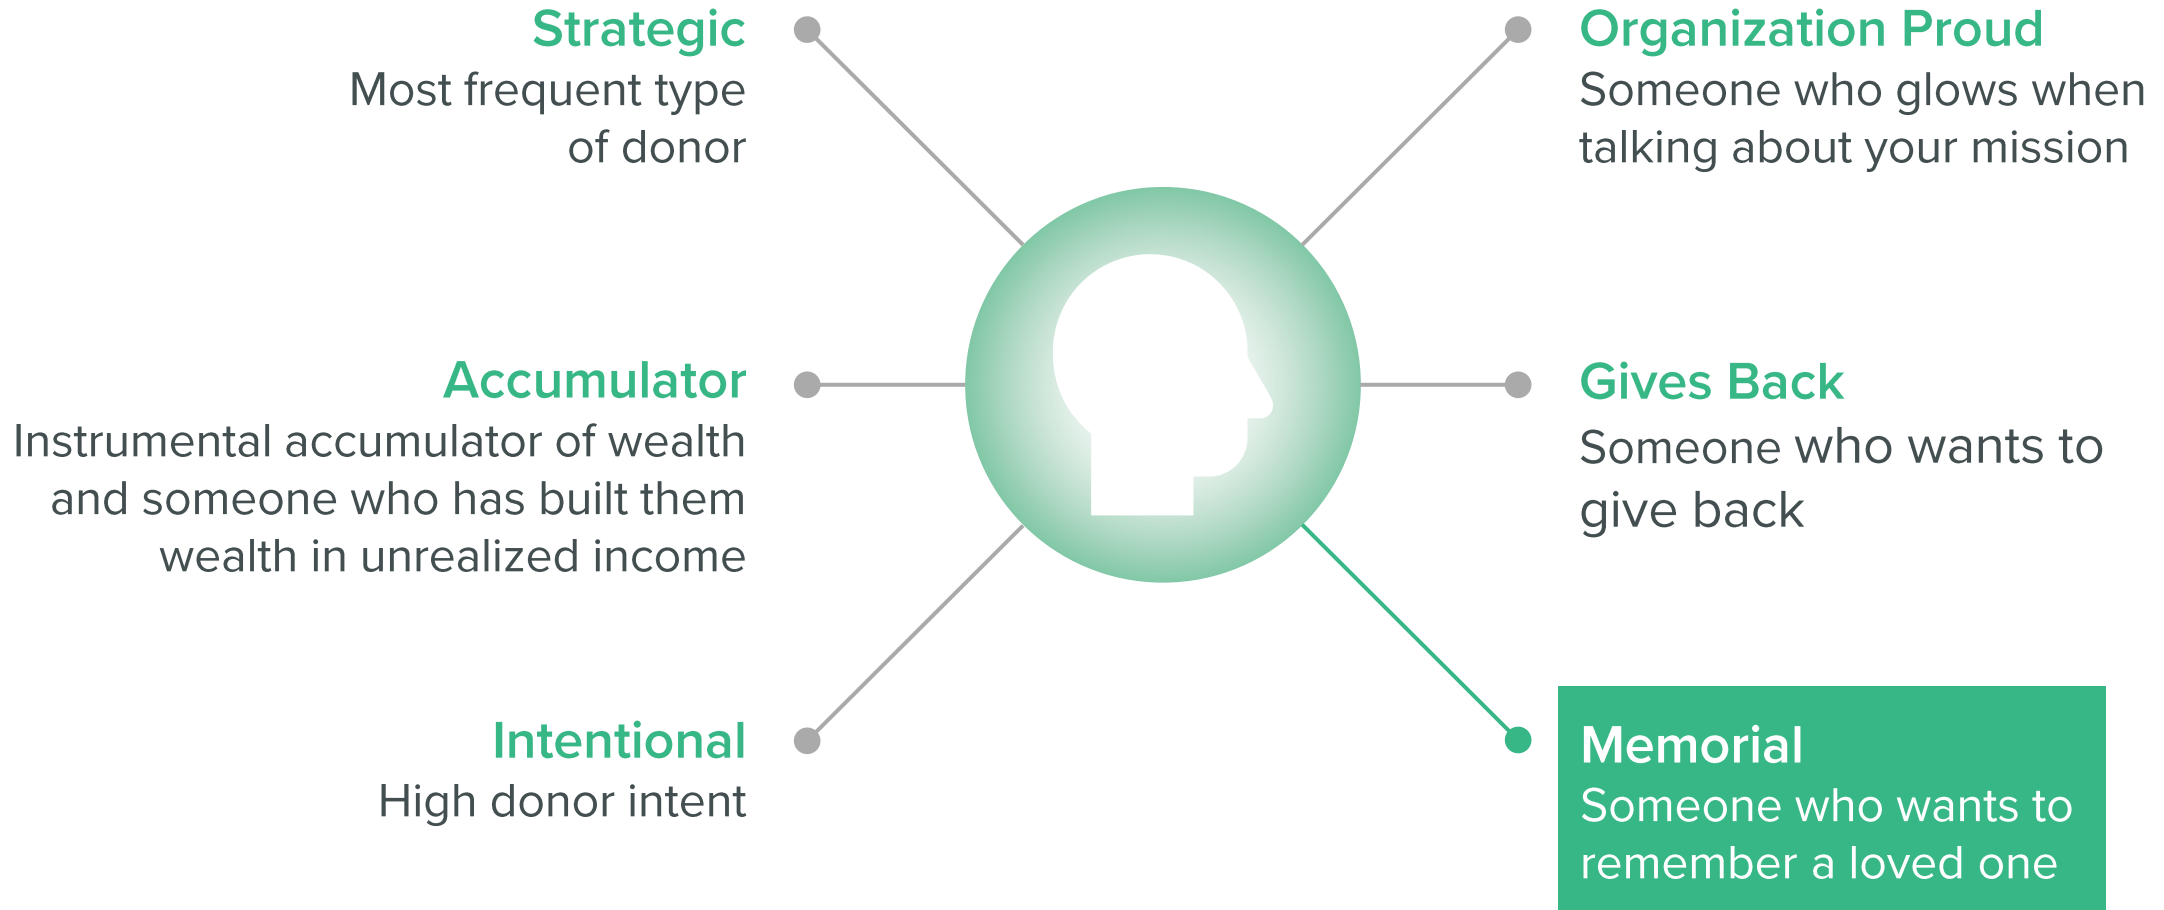 Strategic
Most frequent type
of donor
Accumulator
Instrumental accumulator of wealth
and someone who has built them
wealth in unrealized income
Intentional
High donor intent
Organization Proud
Someone who glows when
talking about your mission
Gives Back
Someone who wants to
give back
Memorial
Someone who wants to
remember a loved one